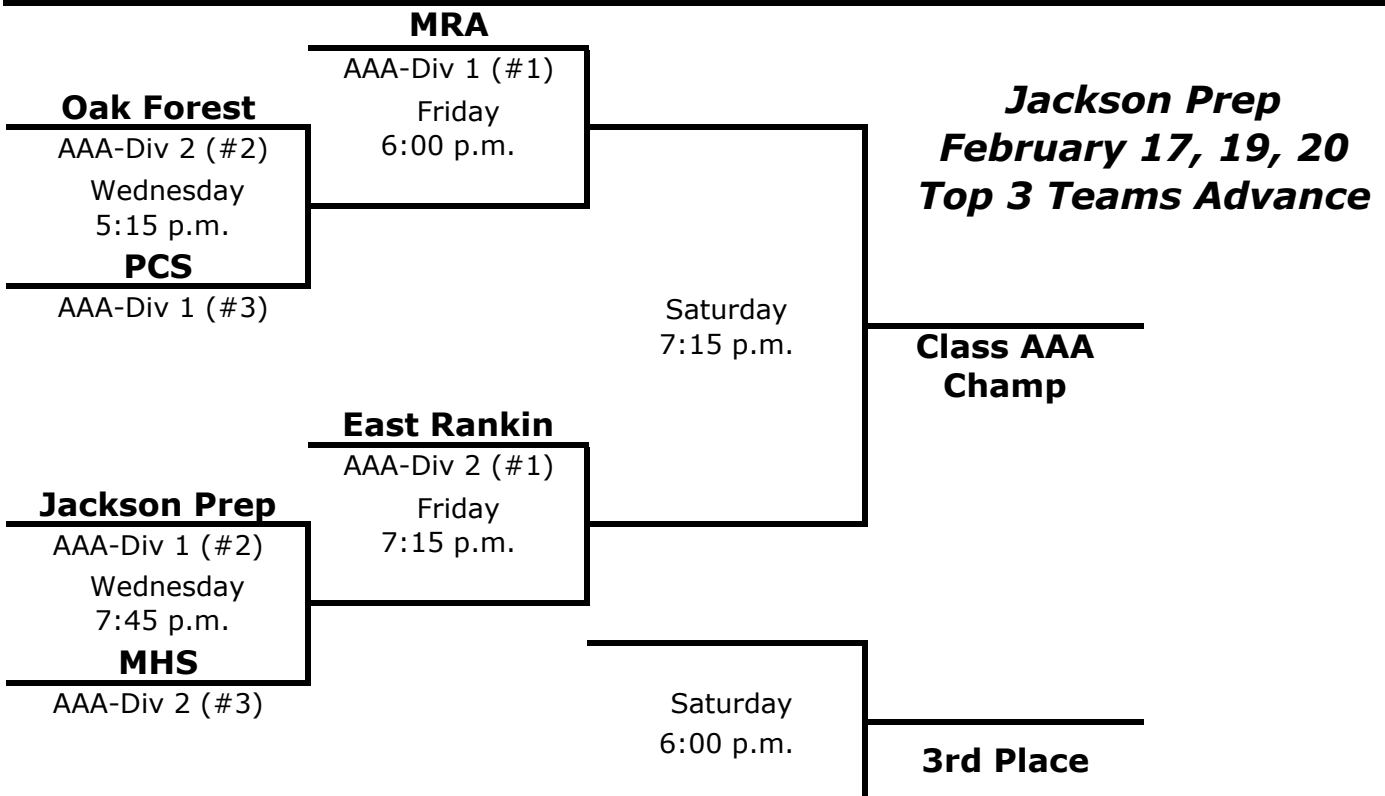 MRA
AAA-Div 1 (#1)
Friday
6:00 p.m.
Oak Forest
AAA-Div 2 (#2)
Wednesday
5:15 p.m.
PCS
AAA-Div 1 (#3)
Jackson Prep
February 17, 19, 20
Top 3 Teams Advance
Saturday
7:15 p.m.
Class AAA
Champ
East Rankin
AAA-Div 2 (#1)
Friday
7:15 p.m.
Jackson Prep
AAA-Div 1 (#2)
Wednesday
7:45 p.m.
MHS
AAA-Div 2 (#3)
Saturday
6:00 p.m.
3rd Place